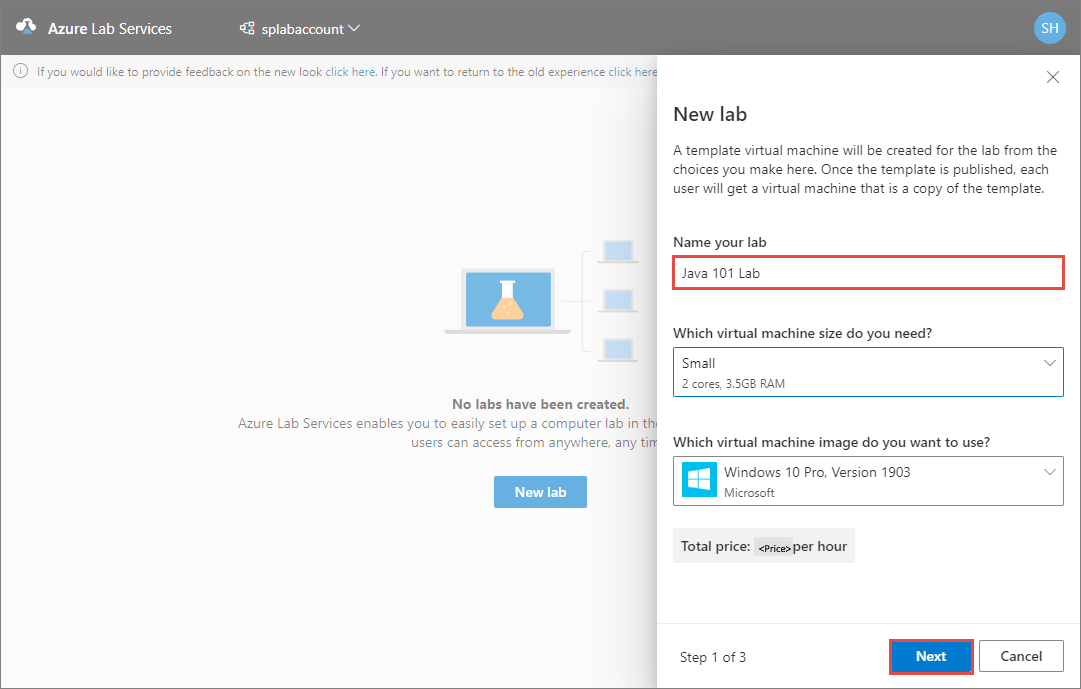 Azure Lab Services
splabaccount
SH
If you would like to provide feedback on the new look click here. If you want to return to the old experience click here
No labs have been created.
Azure Lab Services enables you to easily set up a computer lab in the
users can access from anywhere, any tim
New lab
New lab
A template virtual machine will be created for the lab from the
choices you make here. Once the template is published, each
user will get a virtual machine that is a copy of the template.
Name your lab
Java 101 Lab
Which virtual machine size do you need?
Small
2 cores, 3.5GB RAM
Which virtual machine image do you want to use?
Windows 10 Pro, Version 1903
Microsoft
Total price: <Price> per hour
Step 1 of 3
Next
Cancel